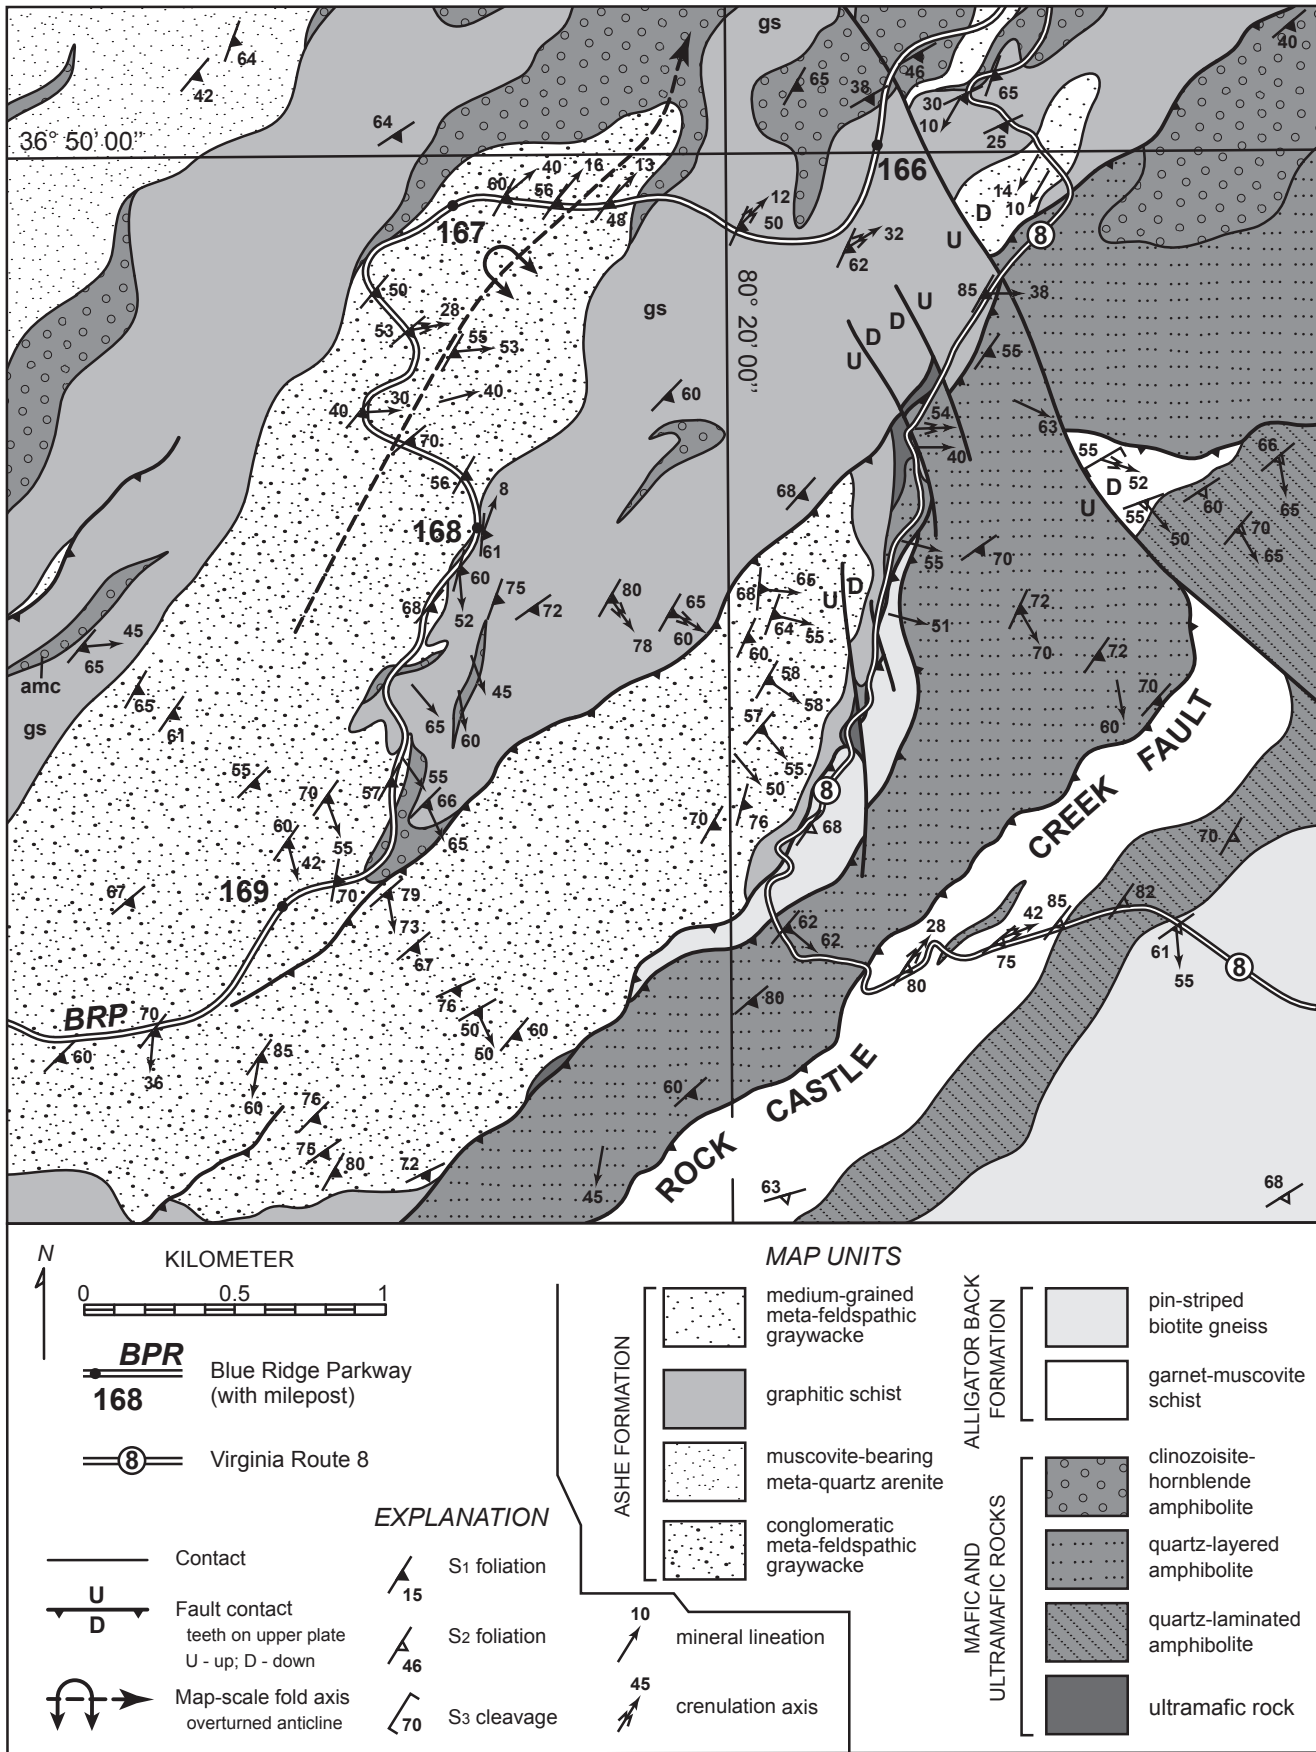 gs
40
64
42
65
38
46
30
65
10
25
64
36° 50' 00"
166
40
16
13
60
56
48
12
50
14
10
D
U
8
167
32
62
80° 20' 00"
50
28
53
55
53
gs
85
38
U
D
D
U
55
40
30
40
60
70
54
40
63
55
52
D
U
55
66
60
65
50
70
65
56
8
68
168
61
60
68
52
75
72
80
78
65
60
68
65
U
D
64
55
60
55
70
51
72
70
72
45
65
amc
gs
65
61
65
45
60
58
58
57
55
50
70
60
55
70
60
55
57
55
66
65
70
76
8
68
ROCK CASTLE CREEK FAULT
70
42
67
169
70
79
73
67
62
62
28
80
42
75
85
82
61
55
8
BRP
70
60
36
76
50
50
60
80
85
60
76
75
80
72
60
45
63
68
N
KILOMETER
0 0.5 1
BPR
168
Blue Ridge Parkway
(with milepost)
8
Virginia Route 8
EXPLANATION
Contact
U
D
Fault contact
teeth on upper plate
U - up; D - down
Map-scale fold axis
overturned anticline
15
S1 foliation
46
S2 foliation
70
S3 cleavage
10
mineral lineation
45
crenulation axis
MAP UNITS
ASHE FORMATION
medium-grained
meta-feldspathic
graywacke
graphitic schist
muscovite-bearing
meta-quartz arenite
conglomeratic
meta-feldspathic
graywacke
ALLIGATOR BACK
FORMATION
pin-striped
biotite gneiss
garnet-muscovite
schist
MAFIC AND
ULTRAMAFIC ROCKS
clinozoisite-
hornblende
amphibolite
quartz-layered
amphibolite
quartz-laminated
amphibolite
ultramafic rock